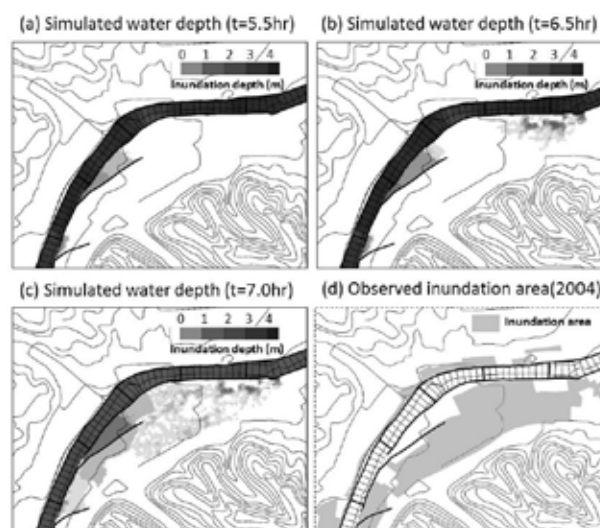 (a) Simulated water depth (t=5.5hr)
0 1 2 3 4
Inundation depth (m)
(b) Simulated water depth (t=6.5hr)
0 1 2 3 4
Inundation depth (m)
(c) Simulated water depth (t=7.0hr)
0 1 2 3 4
Inundation depth (m)
(d) Observed inundation area(2004)
Inundation area